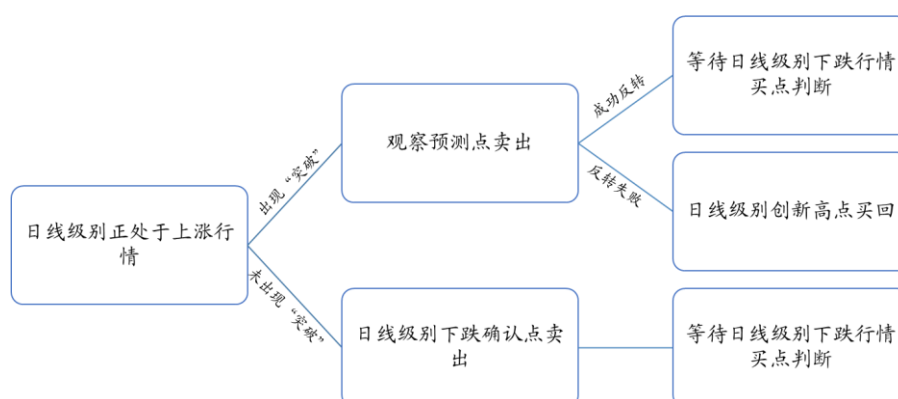 日线级别正处于上涨行
情
出现“突破”
未出现“突破”
观察预测点卖出
日线级别下跌确认点卖
出
成功反转
反转失败
等待日线级别下跌行情
买点判断
日线级别创新高点买回
等待日线级别下跌行情
买点判断